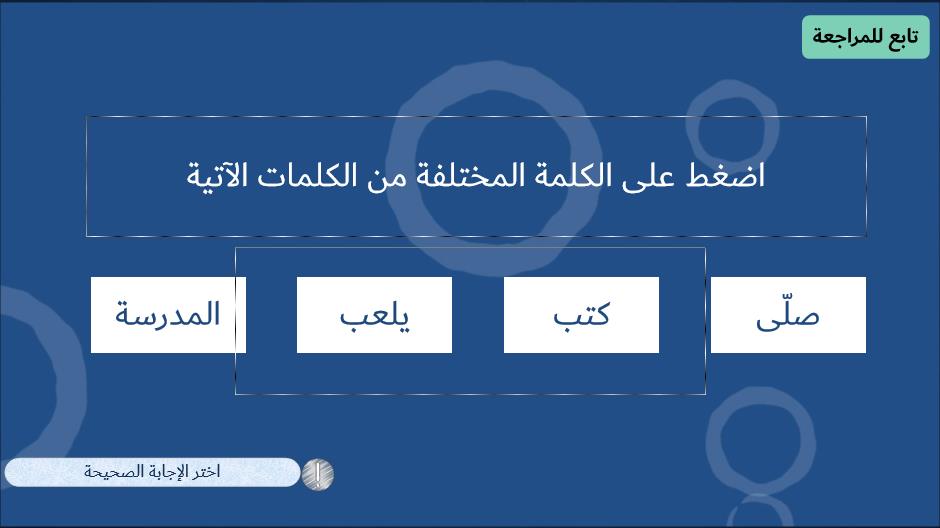 تابع للمراجعة
اضغط على الكلمة المختلفة من الكلمات الآتية
صلّى
كتب
يلعب
المدرسة
اختر الإجابة الصحيحة